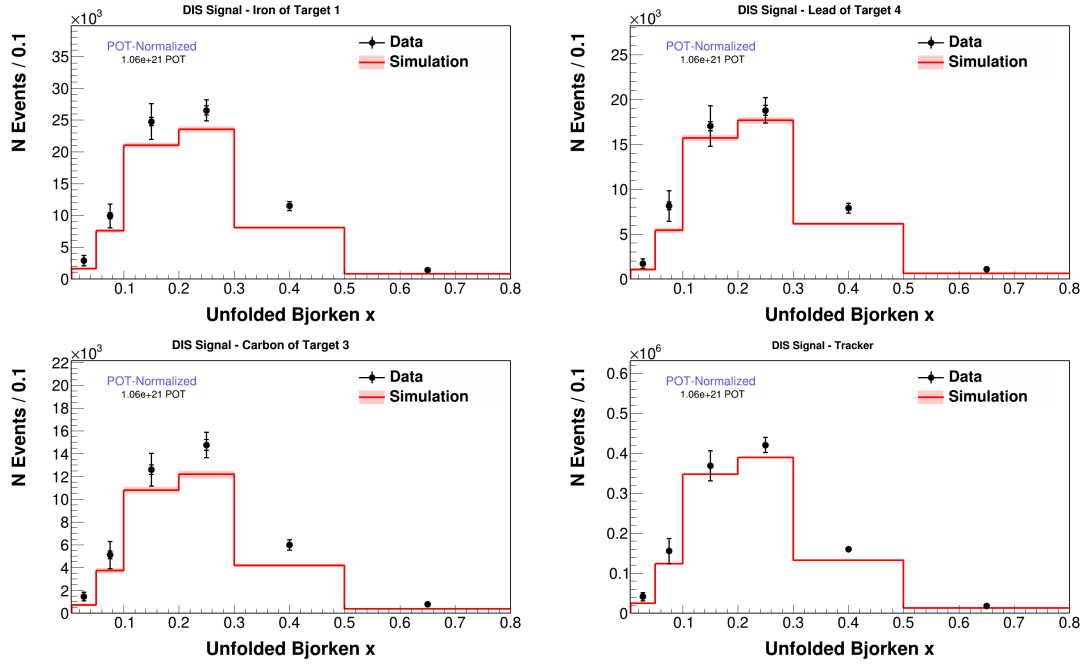 DIS Signal - Iron of Target 1
×10³
N Events / 0.1
POT-Normalized
1.06e+21 POT
Data
Simulation
35
30
25
20
15
10
5
0
0.1 0.2 0.3 0.4 0.5 0.6 0.7 0.8
Unfolded Bjorken x
DIS Signal - Lead of Target 4
×10³
N Events / 0.1
POT-Normalized
1.06e+21 POT
Data
Simulation
25
20
15
10
5
0
0.1 0.2 0.3 0.4 0.5 0.6 0.7 0.8
Unfolded Bjorken x
DIS Signal - Carbon of Target 3
×10³
N Events / 0.1
POT-Normalized
1.06e+21 POT
Data
Simulation
22
20
18
16
14
12
10
8
6
4
2
0
0.1 0.2 0.3 0.4 0.5 0.6 0.7 0.8
Unfolded Bjorken x
DIS Signal - Tracker
×10⁶
N Events / 0.1
POT-Normalized
1.06e+21 POT
Data
Simulation
0.6
0.5
0.4
0.3
0.2
0.1
0
0.1 0.2 0.3 0.4 0.5 0.6 0.7 0.8
Unfolded Bjorken x